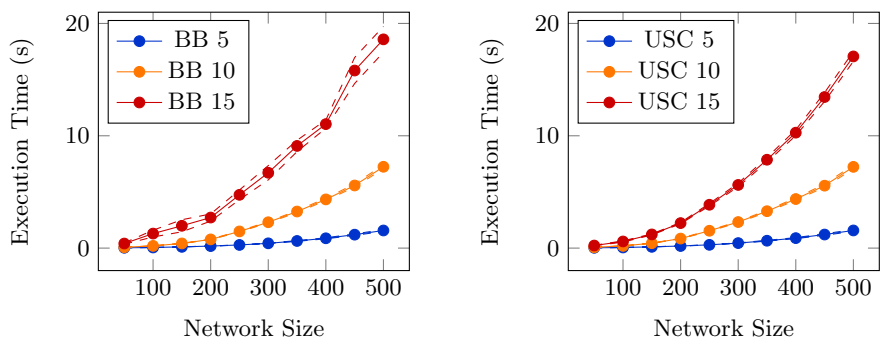 20
10
0
Execution Time (s)
BB 5
BB 10
BB 15
100 200 300 400 500
Network Size
20
10
0
Execution Time (s)
USC 5
USC 10
USC 15
100 200 300 400 500
Network Size